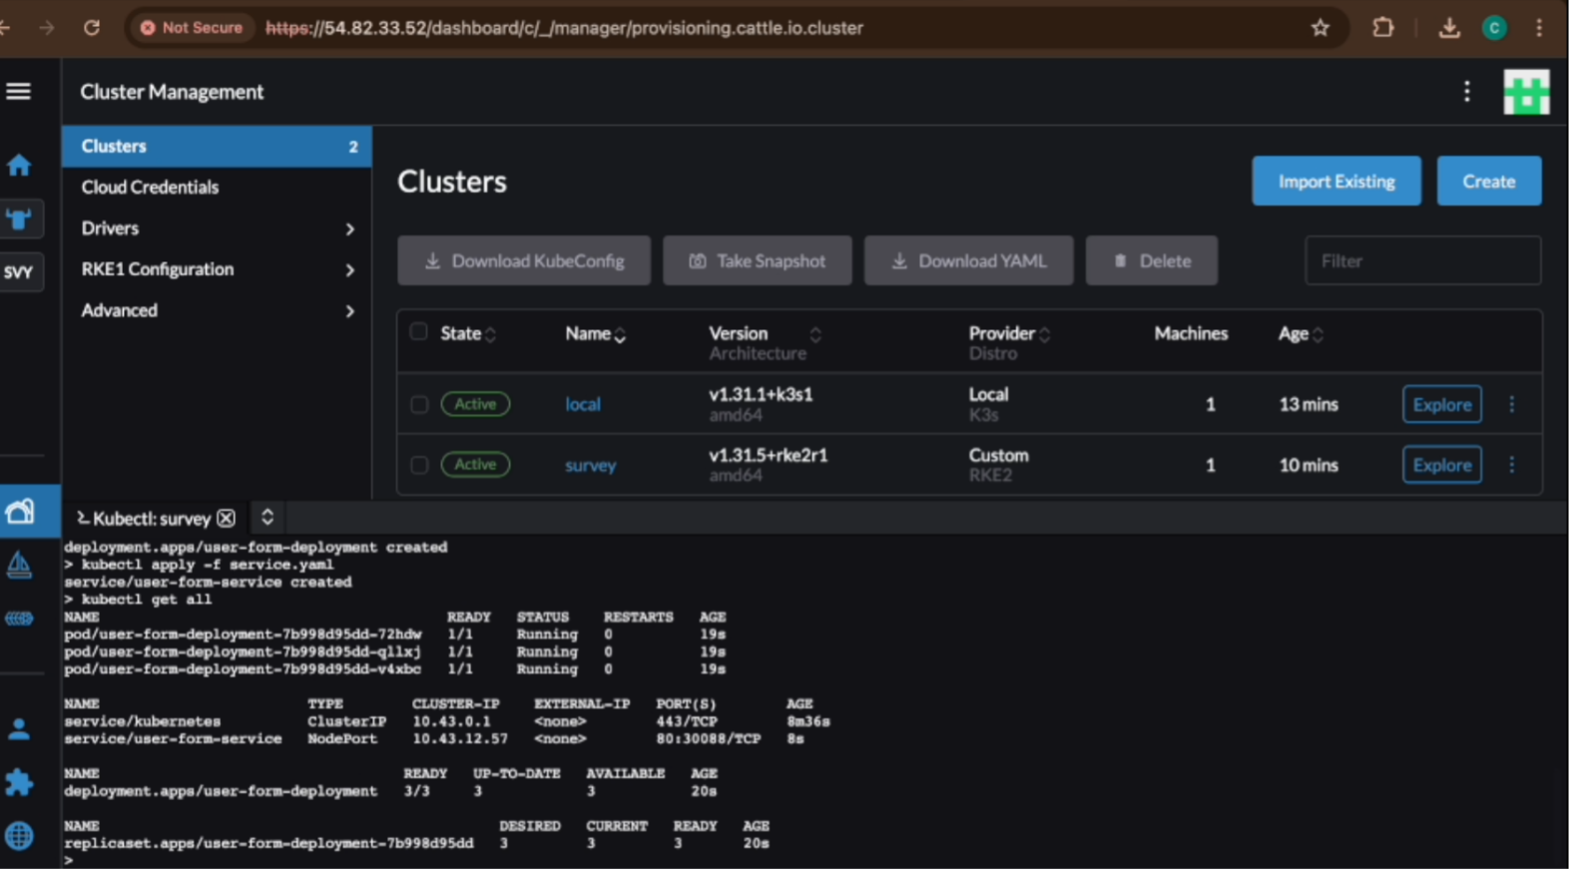 Not Secure https://54.82.33.52/dashboard/c/_/manager/provisioning.cattle.io.cluster
C
Cluster Management
Clusters 2
Cloud Credentials
Drivers
RKE1 Configuration
Advanced
SVY
Clusters
Import Existing
Create
Download KubeConfig
Take Snapshot
Download YAML
Delete
Filter
State Name Version Provider Machines Age
Architecture Distro
Active local v1.31.1+k3s1 Local 1 13 mins Explore
amd64 K3s
Active survey v1.31.5+rke2r1 Custom 1 10 mins Explore
amd64 RKE2
Kubectl: survey
deployment.apps/user-form-deployment created
> kubectl apply -f service.yaml
service/user-form-service created
> kubectl get all
NAME READY STATUS RESTARTS AGE
pod/user-form-deployment-7b998d95dd-72hdw 1/1 Running 0 19s
pod/user-form-deployment-7b998d95dd-qllxj 1/1 Running 0 19s
pod/user-form-deployment-7b998d95dd-v4xbc 1/1 Running 0 19s
NAME TYPE CLUSTER-IP EXTERNAL-IP PORT(S) AGE
service/kubernetes ClusterIP 10.43.0.1 <none> 443/TCP 8m36s
service/user-form-service NodePort 10.43.12.57 <none> 80:30088/TCP 8s
NAME READY UP-TO-DATE AVAILABLE AGE
deployment.apps/user-form-deployment 3/3 3 3 20s
NAME DESIRED CURRENT READY AGE
replicaset.apps/user-form-deployment-7b998d95dd 3 3 3 20s
>